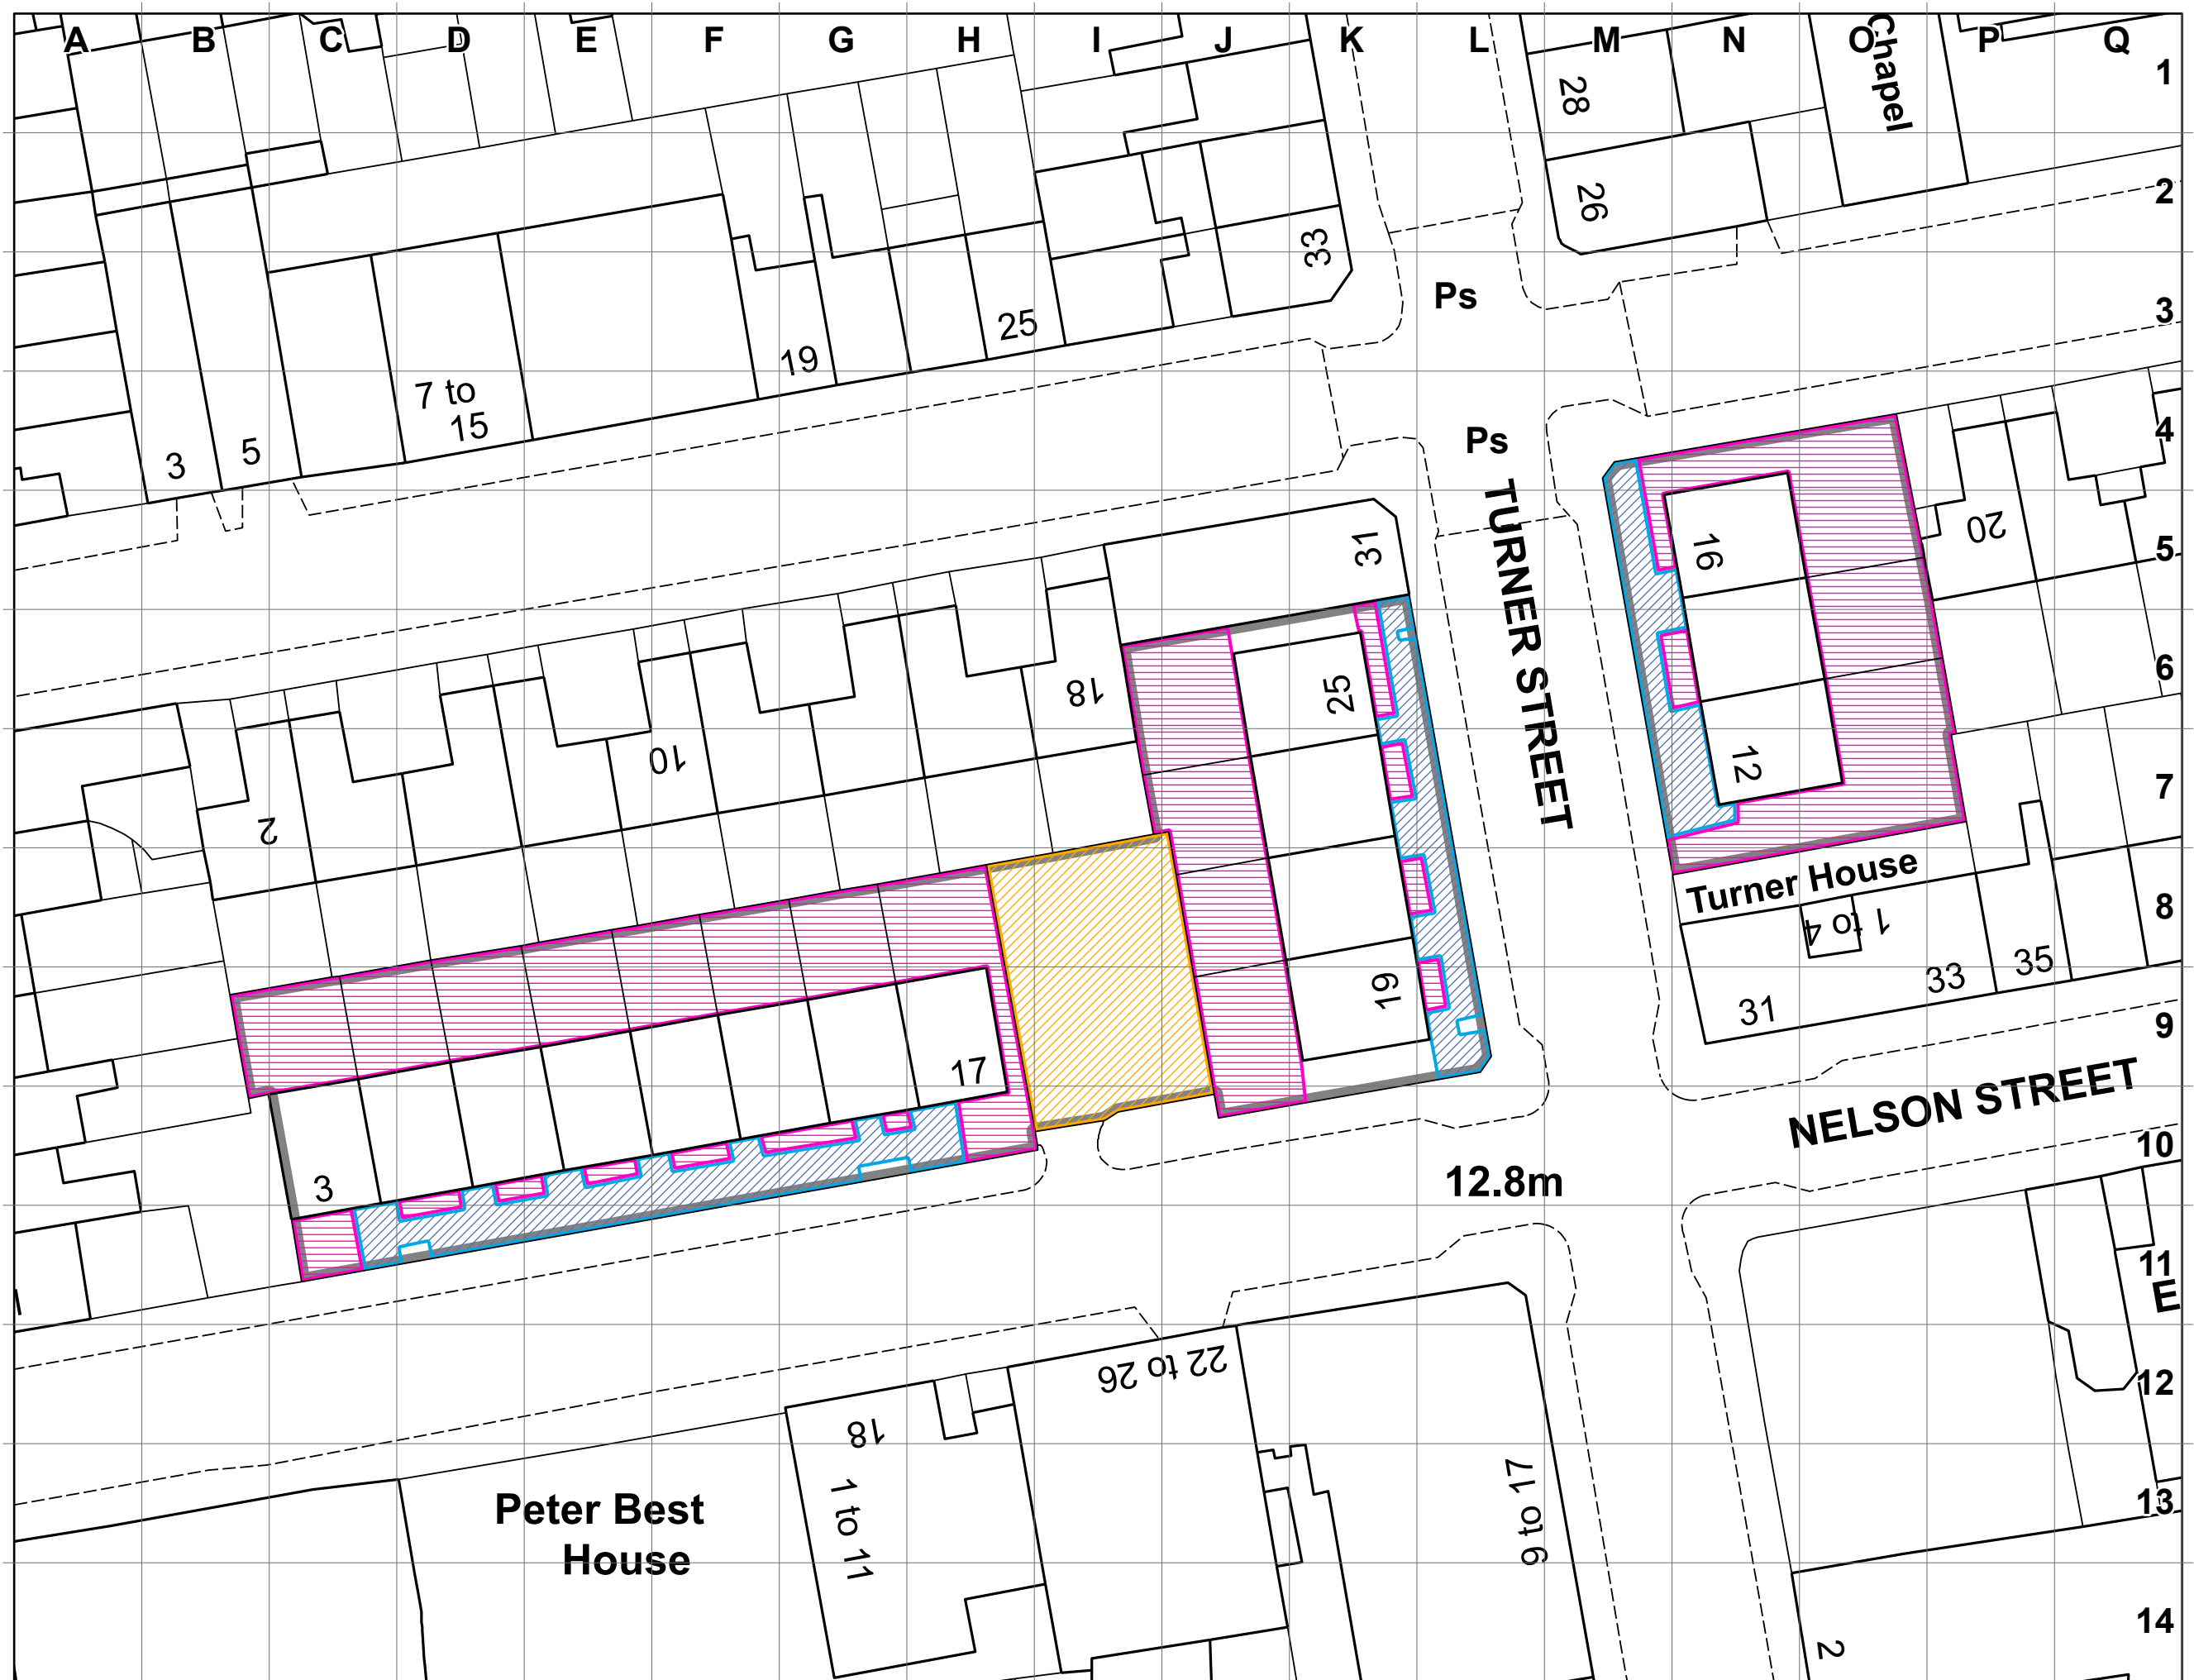 A B C D E F G H I J K L M N O P Q
Chapel
1
28
2
26
33
Ps
3
25
19
7 to
15
4
3
5
Ps
20
5
31
16
TURNER STREET
6
18
25
10
12
7
2
Turner House
8
1 to 4
35
33
19
31
9
17
NELSON STREET
10
3
12.8m
11
E
22 to 26
12
18
1 to 11
9 to 17
13
Peter Best
House
14
2